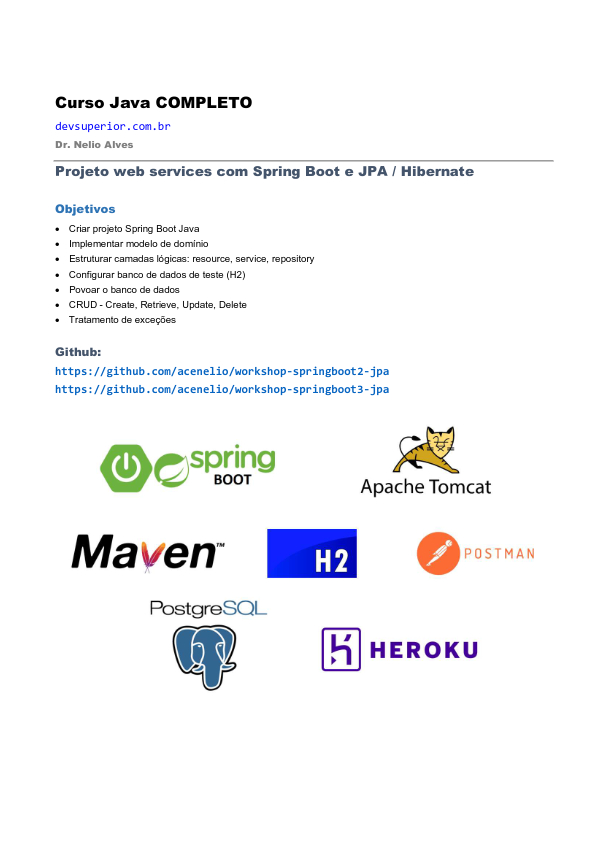 Curso Java COMPLETO
devsuperior.com.br
Dr. Nelio Alves
Projeto web services com Spring Boot e JPA / Hibernate
Objetivos
• Criar projeto Spring Boot Java
• Implementar modelo de domínio
• Estruturar camadas lógicas: resource, service, repository
• Configurar banco de dados de teste (H2)
• Povoar o banco de dados
• CRUD - Create, Retrieve, Update, Delete
• Tratamento de exceções
Github:
https://github.com/acenelio/workshop-springboot2-jpa
https://github.com/acenelio/workshop-springboot3-jpa
spring
BOOT
Apache Tomcat
Maven™
H2
POSTMAN
PostgreSQL
HEROKU